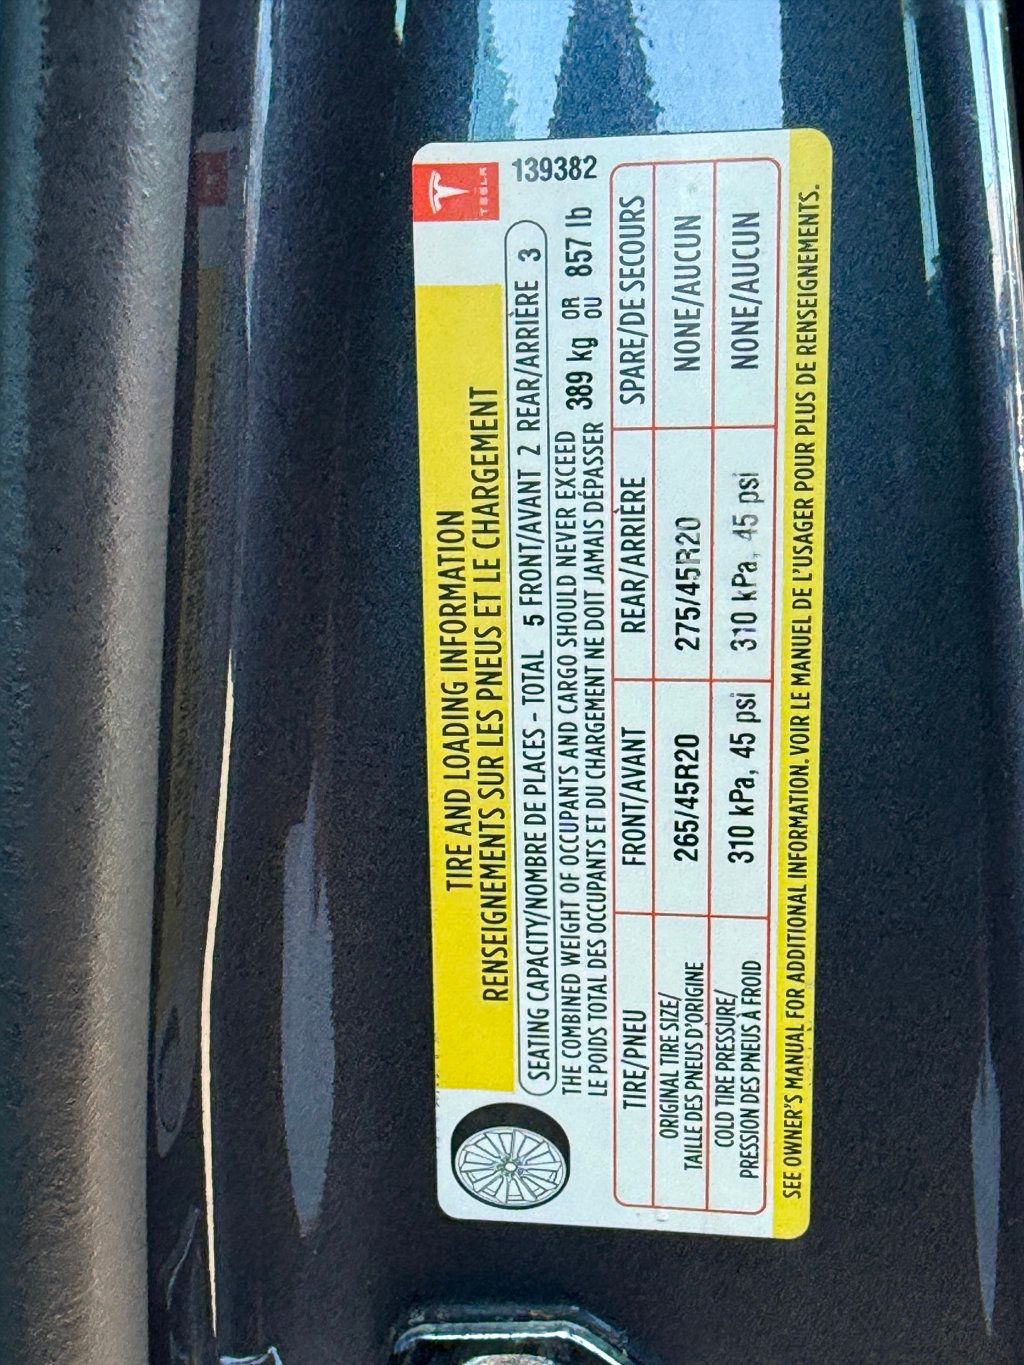 TESLA
139382
TIRE AND LOADING INFORMATION
RENSEIGNEMENTS SUR LES PNEUS ET LE CHARGEMENT
SEATING CAPACITY/NOMBRE DE PLACES - TOTAL 5 FRONT/AVANT 2 REAR/ARRIÈRE 3
THE COMBINED WEIGHT OF OCCUPANTS AND CARGO SHOULD NEVER EXCEED
LE POIDS TOTAL DES OCCUPANTS ET DU CHARGEMENT NE DOIT JAMAIS DÉPASSER
389 kg OR OU 857 lb
TIRE/PNEU FRONT/AVANT REAR/ARRIÈRE SPARE/DE SECOURS
ORIGINAL TIRE SIZE/
TAILLE DES PNEUS D'ORIGINE 265/45R20 275/45R20 NONE/AUCUN
COLD TIRE PRESSURE/
PRESSION DES PNEUS À FROID 310 kPa, 45 psi 310 kPa, 45 psi NONE/AUCUN
SEE OWNER'S MANUAL FOR ADDITIONAL INFORMATION. VOIR LE MANUEL DE L'USAGER POUR PLUS DE RENSEIGNEMENTS.